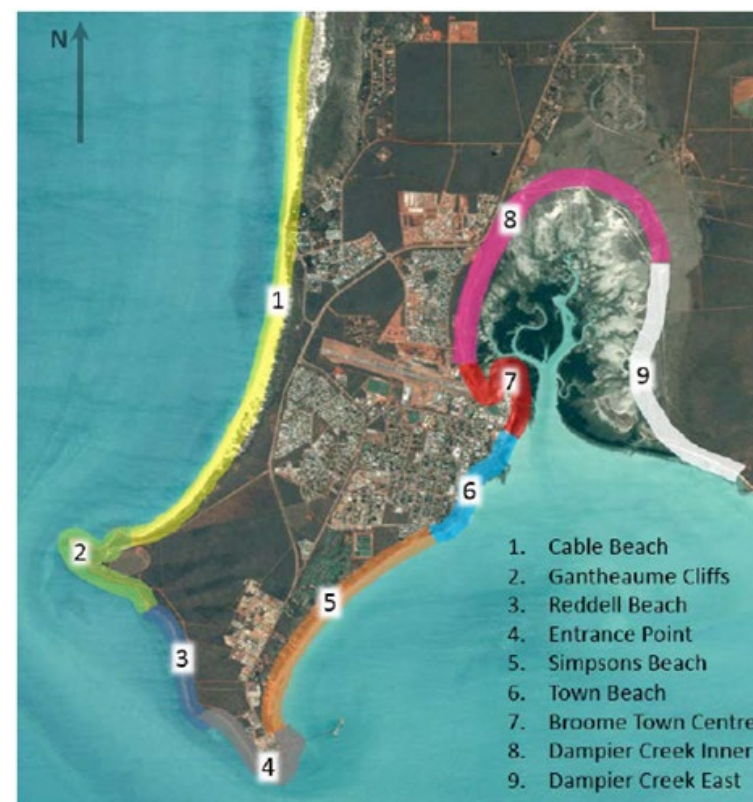 N
1
2
3
4
5
6
7
8
9
1. Cable Beach
2. Gantheaume Cliffs
3. Reddell Beach
4. Entrance Point
5. Simpsons Beach
6. Town Beach
7. Broome Town Centre
8. Dampier Creek Inner
9. Dampier Creek East